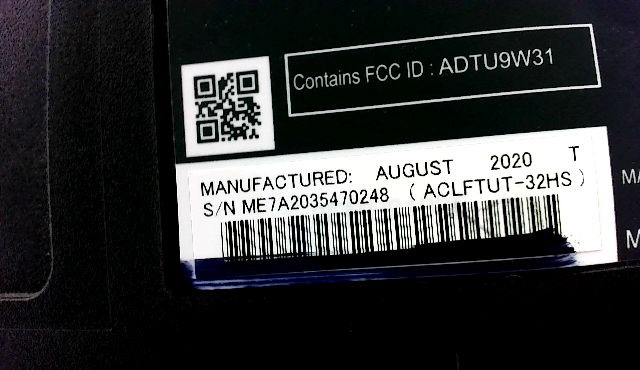 Contains FCC ID : ADTU9W31
MANUFACTURED: AUGUST 2020 T
S/N ME7A2035470248 ( ACLFTUT-32HS )